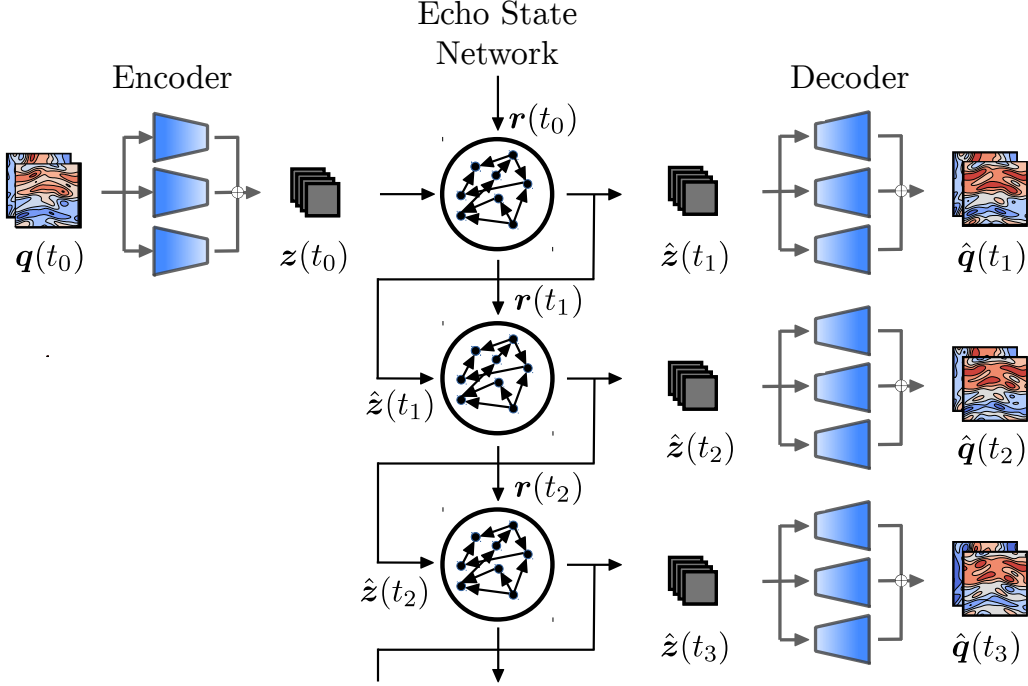 Echo State
Network
Encoder
Decoder
r(t₀)
q(t₀)
z(t₀)
ẑ(t₁)
q̂(t₁)
r(t₁)
ẑ(t₁)
ẑ(t₂)
q̂(t₂)
r(t₂)
ẑ(t₂)
ẑ(t₃)
q̂(t₃)